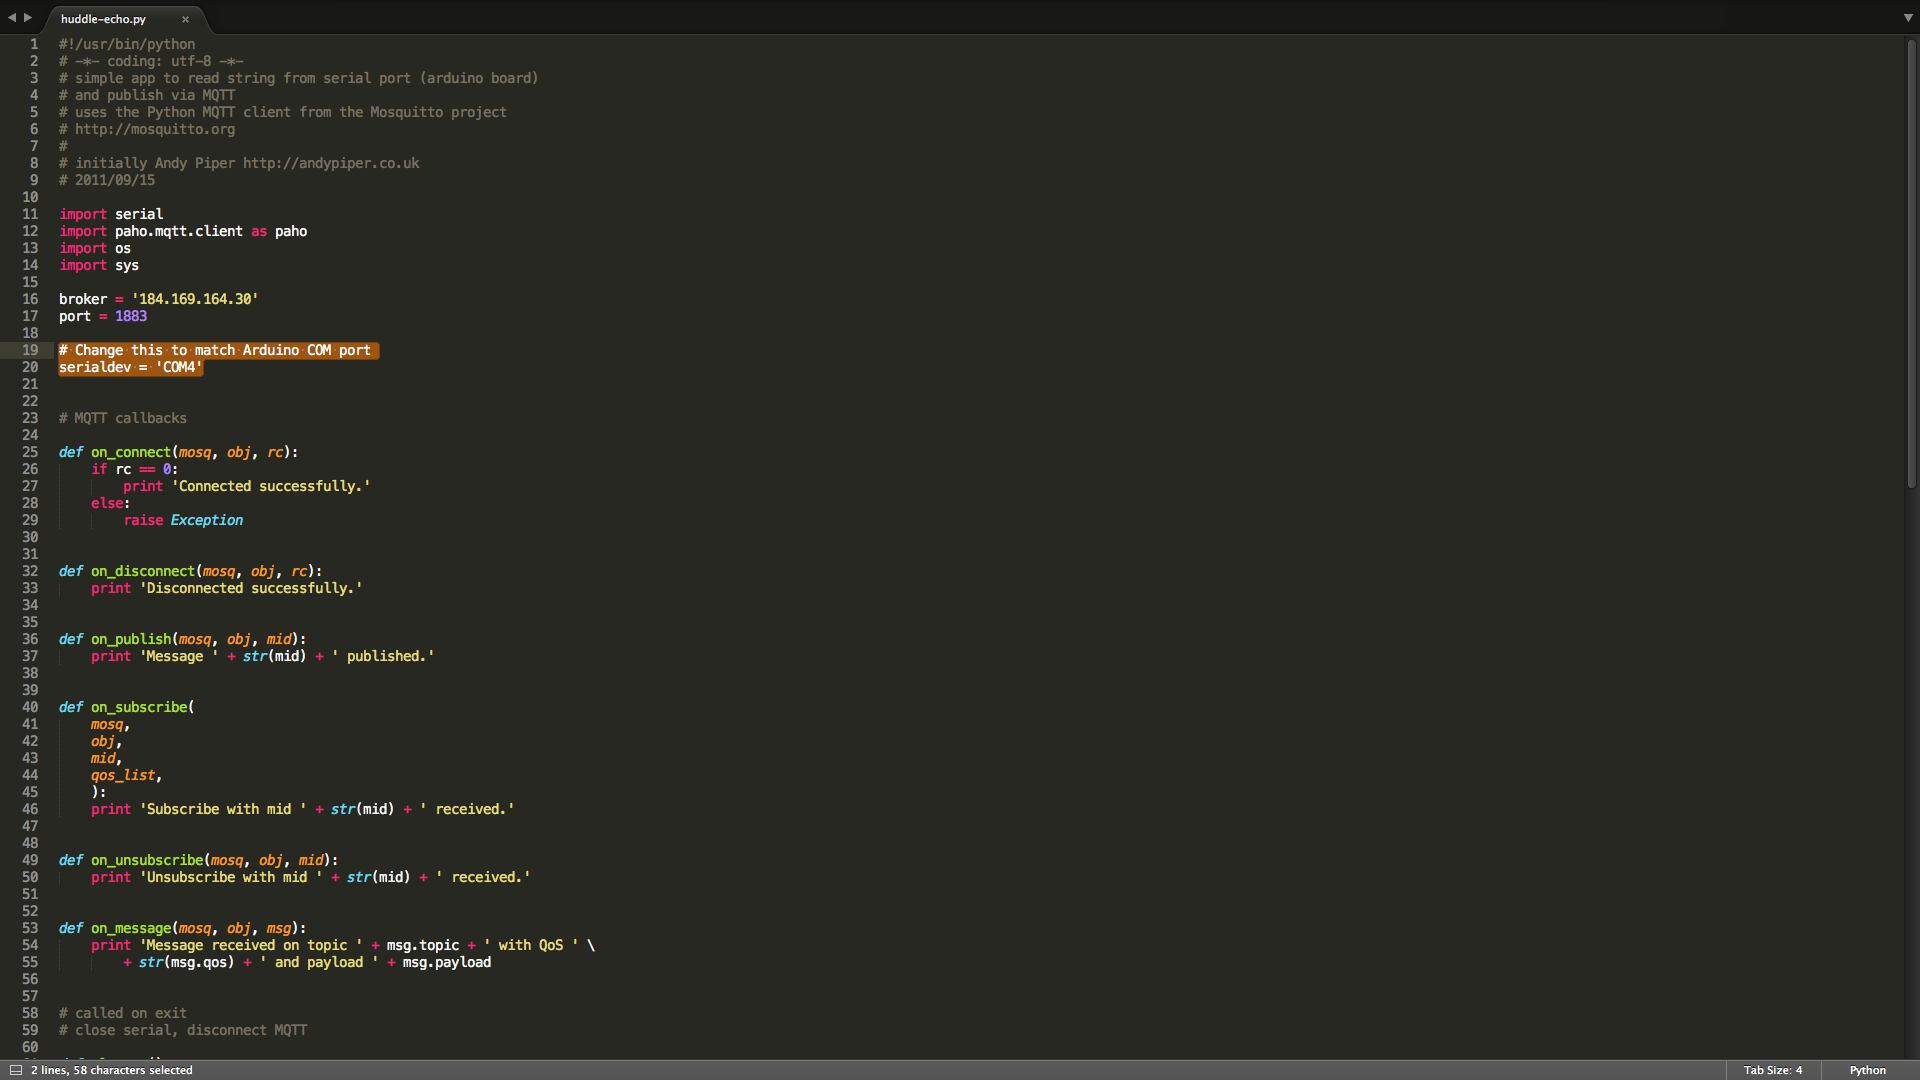 huddle-echo.py ×
1 #!/usr/bin/python
2 # -*- coding: utf-8 -*-
3 # simple app to read string from serial port (arduino board)
4 # and publish via MQTT
5 # uses the Python MQTT client from the Mosquitto project
6 # http://mosquitto.org
7 #
8 # initially Andy Piper http://andypiper.co.uk
9 # 2011/09/15
10
11 import serial
12 import paho.mqtt.client as paho
13 import os
14 import sys
15
16 broker = '184.169.164.30'
17 port = 1883
18
19 # Change this to match Arduino COM port
20 serialdev = 'COM4'
21
22
23 # MQTT callbacks
24
25 def on_connect(mosq, obj, rc):
26     if rc == 0:
27         print 'Connected successfully.'
28     else:
29         raise Exception
30
31
32 def on_disconnect(mosq, obj, rc):
33     print 'Disconnected successfully.'
34
35
36 def on_publish(mosq, obj, mid):
37     print 'Message ' + str(mid) + ' published.'
38
39
40 def on_subscribe(
41     mosq,
42     obj,
43     mid,
44     qos_list,
45     ):
46     print 'Subscribe with mid ' + str(mid) + ' received.'
47
48
49 def on_unsubscribe(mosq, obj, mid):
50     print 'Unsubscribe with mid ' + str(mid) + ' received.'
51
52
53 def on_message(mosq, obj, msg):
54     print 'Message received on topic ' + msg.topic + ' with QoS ' \
55         + str(msg.qos) + ' and payload ' + msg.payload
56
57
58 # called on exit
59 # close serial, disconnect MQTT
60
2 lines, 58 characters selected
Tab Size: 4
Python